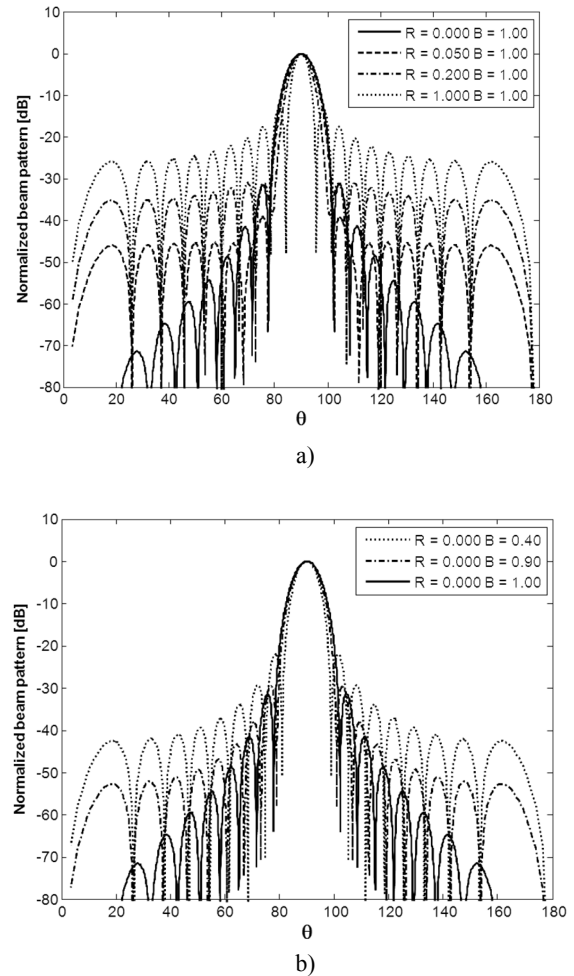 10
0
-10
-20
-30
-40
-50
-60
-70
-80
Normalized beam pattern [dB]
R = 0.000 B = 1.00
R = 0.050 B = 1.00
R = 0.200 B = 1.00
R = 1.000 B = 1.00
0 20 40 60 80 100 120 140 160 180
θ
a)
10
0
-10
-20
-30
-40
-50
-60
-70
-80
Normalized beam pattern [dB]
R = 0.000 B = 0.40
R = 0.000 B = 0.90
R = 0.000 B = 1.00
0 20 40 60 80 100 120 140 160 180
θ
b)